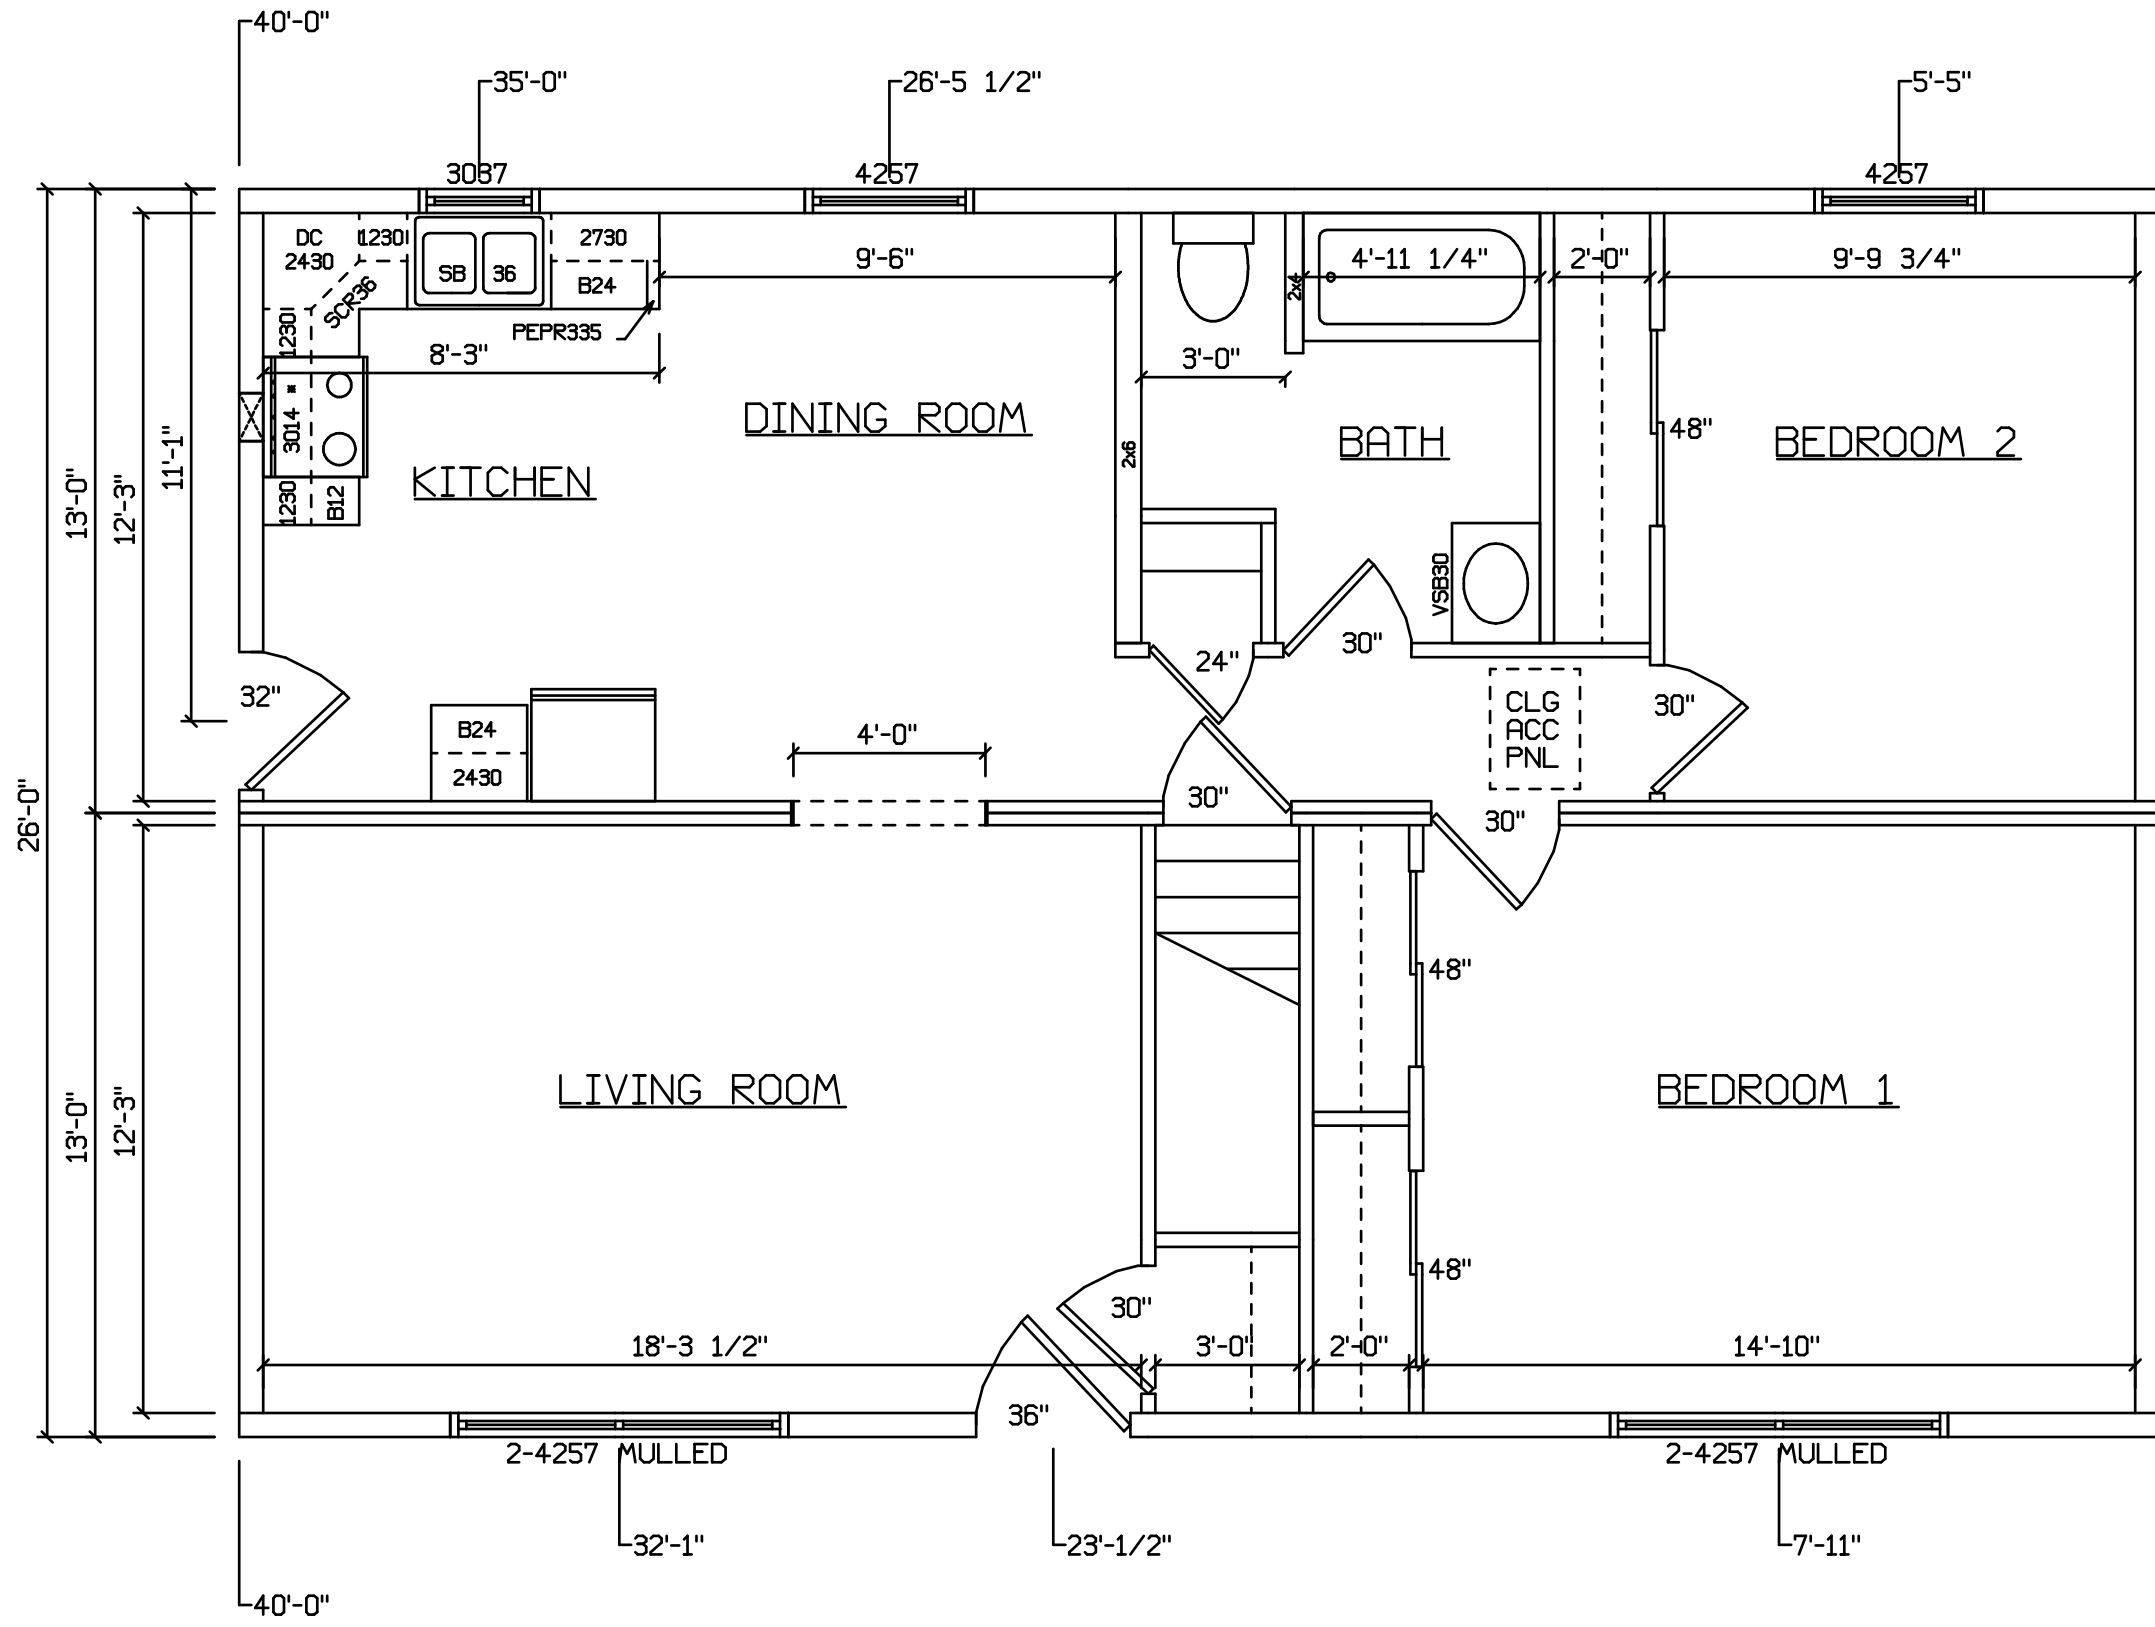 40'-0"
35'-0"
26'-5 1/2"
5'-5"
3037
4257
4257
DC
2430
1230
SB 36
2730
B24
9'-6"
4'-11 1/4"
2'-0"
9'-9 3/4"
2x4
SCR36
1230
PEPR335
8'-3"
3'-0"
3014 *
DINING ROOM
BATH
48"
BEDROOM 2
11'-1"
2x6
KITCHEN
13'-0"
12'-3"
1230
B12
VSB30
30"
24"
32"
CLG
ACC
PNL
30"
B24
2430
4'-0"
30"
30"
26'-0"
48"
LIVING ROOM
BEDROOM 1
13'-0"
12'-3"
48"
30"
18'-3 1/2"
3'-0"
2'-0"
14'-10"
36"
2-4257 MULLED
2-4257 MULLED
32'-1"
23'-1/2"
7'-11"
40'-0"